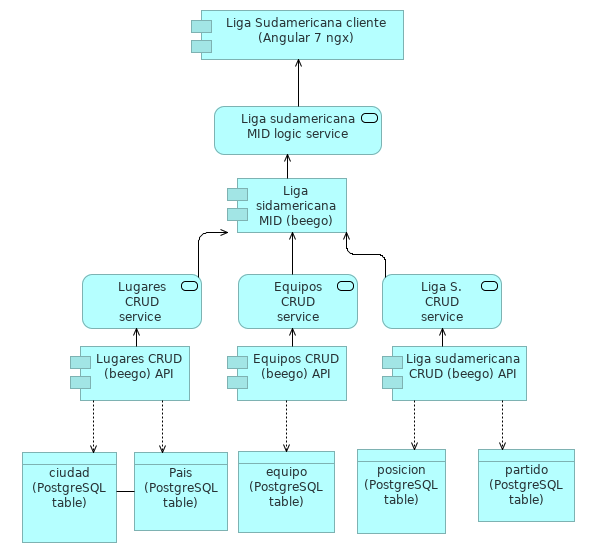 Liga Sudamericana cliente
(Angular 7 ngx)
Liga sudamericana
MID logic service
Liga
sidamericana
MID (beego)
Lugares
CRUD
service
Equipos
CRUD
service
Liga S.
CRUD
service
Lugares CRUD
(beego) API
Equipos CRUD
(beego) API
Liga sudamericana
CRUD (beego) API
ciudad
(PostgreSQL
table)
Pais
(PostgreSQL
table)
equipo
(PostgreSQL
table)
posicion
(PostgreSQL
table)
partido
(PostgreSQL
table)